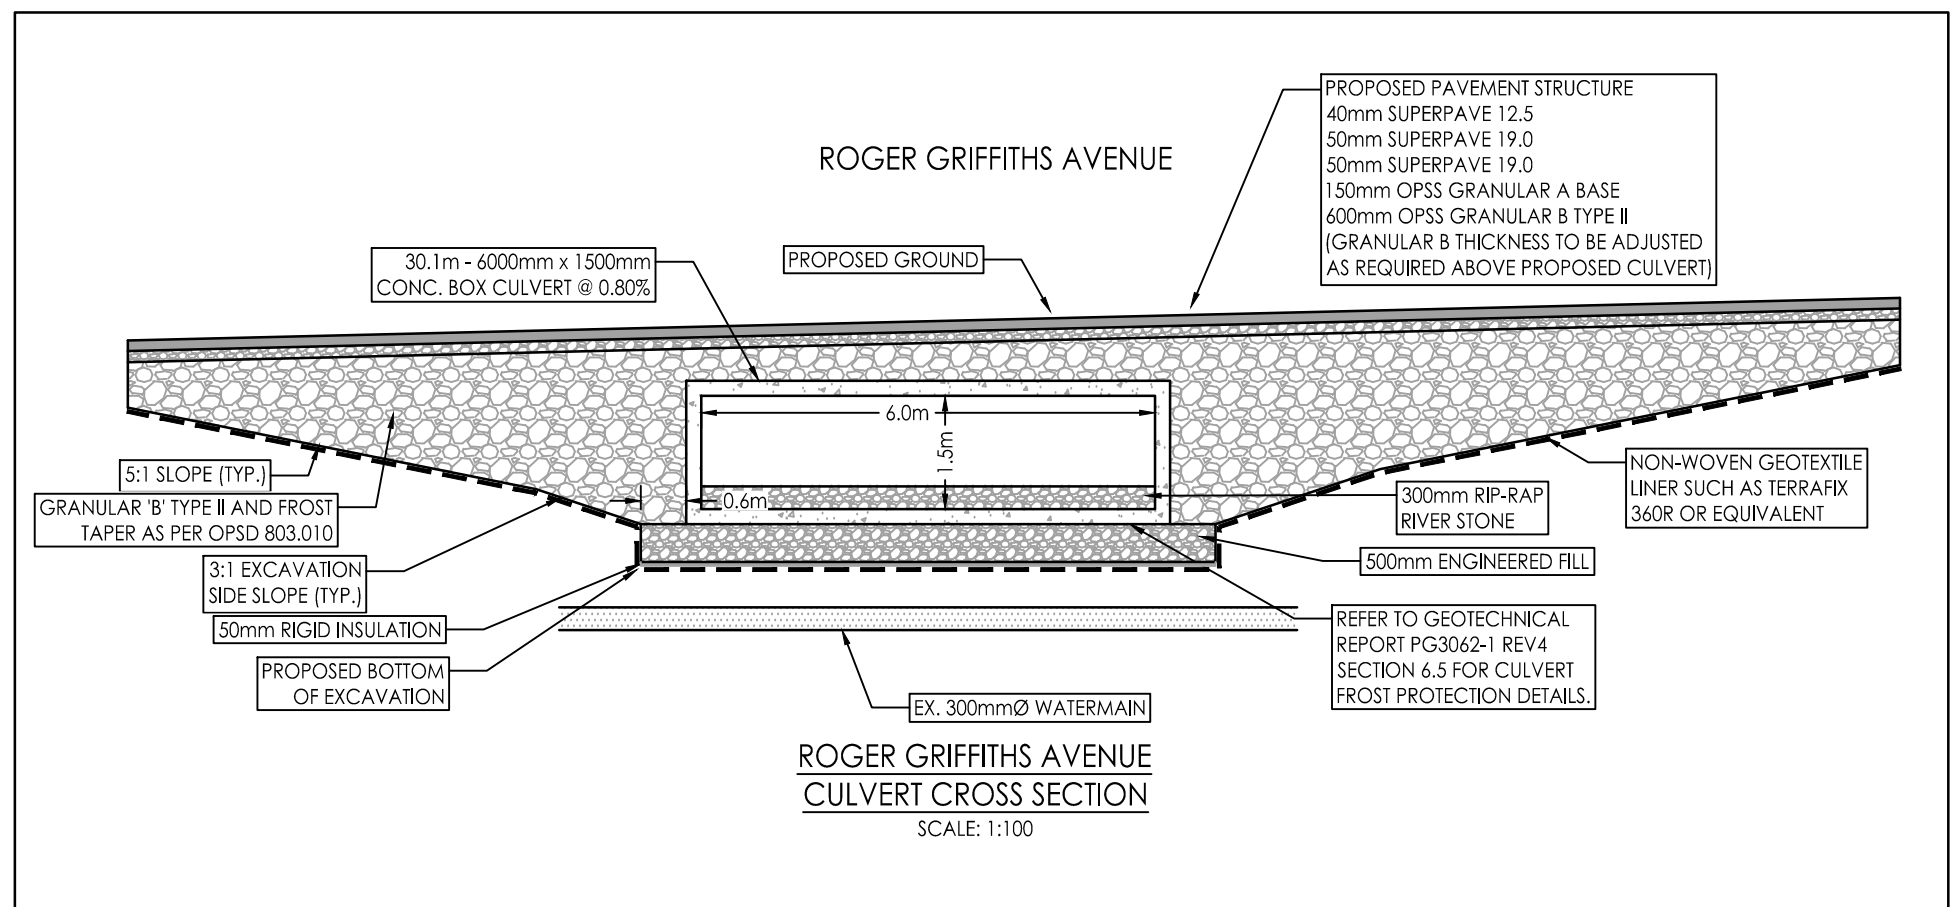 PROPOSED PAVEMENT STRUCTURE
40mm SUPERPAVE 12.5
50mm SUPERPAVE 19.0
50mm SUPERPAVE 19.0
150mm OPSS GRANULAR A BASE
600mm OPSS GRANULAR B TYPE II
(GRANULAR B THICKNESS TO BE ADJUSTED
AS REQUIRED ABOVE PROPOSED CULVERT)
ROGER GRIFFITHS AVENUE
30.1m - 6000mm x 1500mm
CONC. BOX CULVERT @ 0.80%
PROPOSED GROUND
6.0m
1.5m
0.6m
5:1 SLOPE (TYP.)
GRANULAR 'B' TYPE II AND FROST
TAPER AS PER OPSD 803.010
3:1 EXCAVATION
SIDE SLOPE (TYP.)
50mm RIGID INSULATION
PROPOSED BOTTOM
OF EXCAVATION
NON-WOVEN GEOTEXTILE
LINER SUCH AS TERRAFIX
360R OR EQUIVALENT
300mm RIP-RAP
RIVER STONE
500mm ENGINEERED FILL
REFER TO GEOTECHNICAL
REPORT PG3062-1 REV4
SECTION 6.5 FOR CULVERT
FROST PROTECTION DETAILS.
EX. 300mmØ WATERMAIN
ROGER GRIFFITHS AVENUE
CULVERT CROSS SECTION
SCALE: 1:100